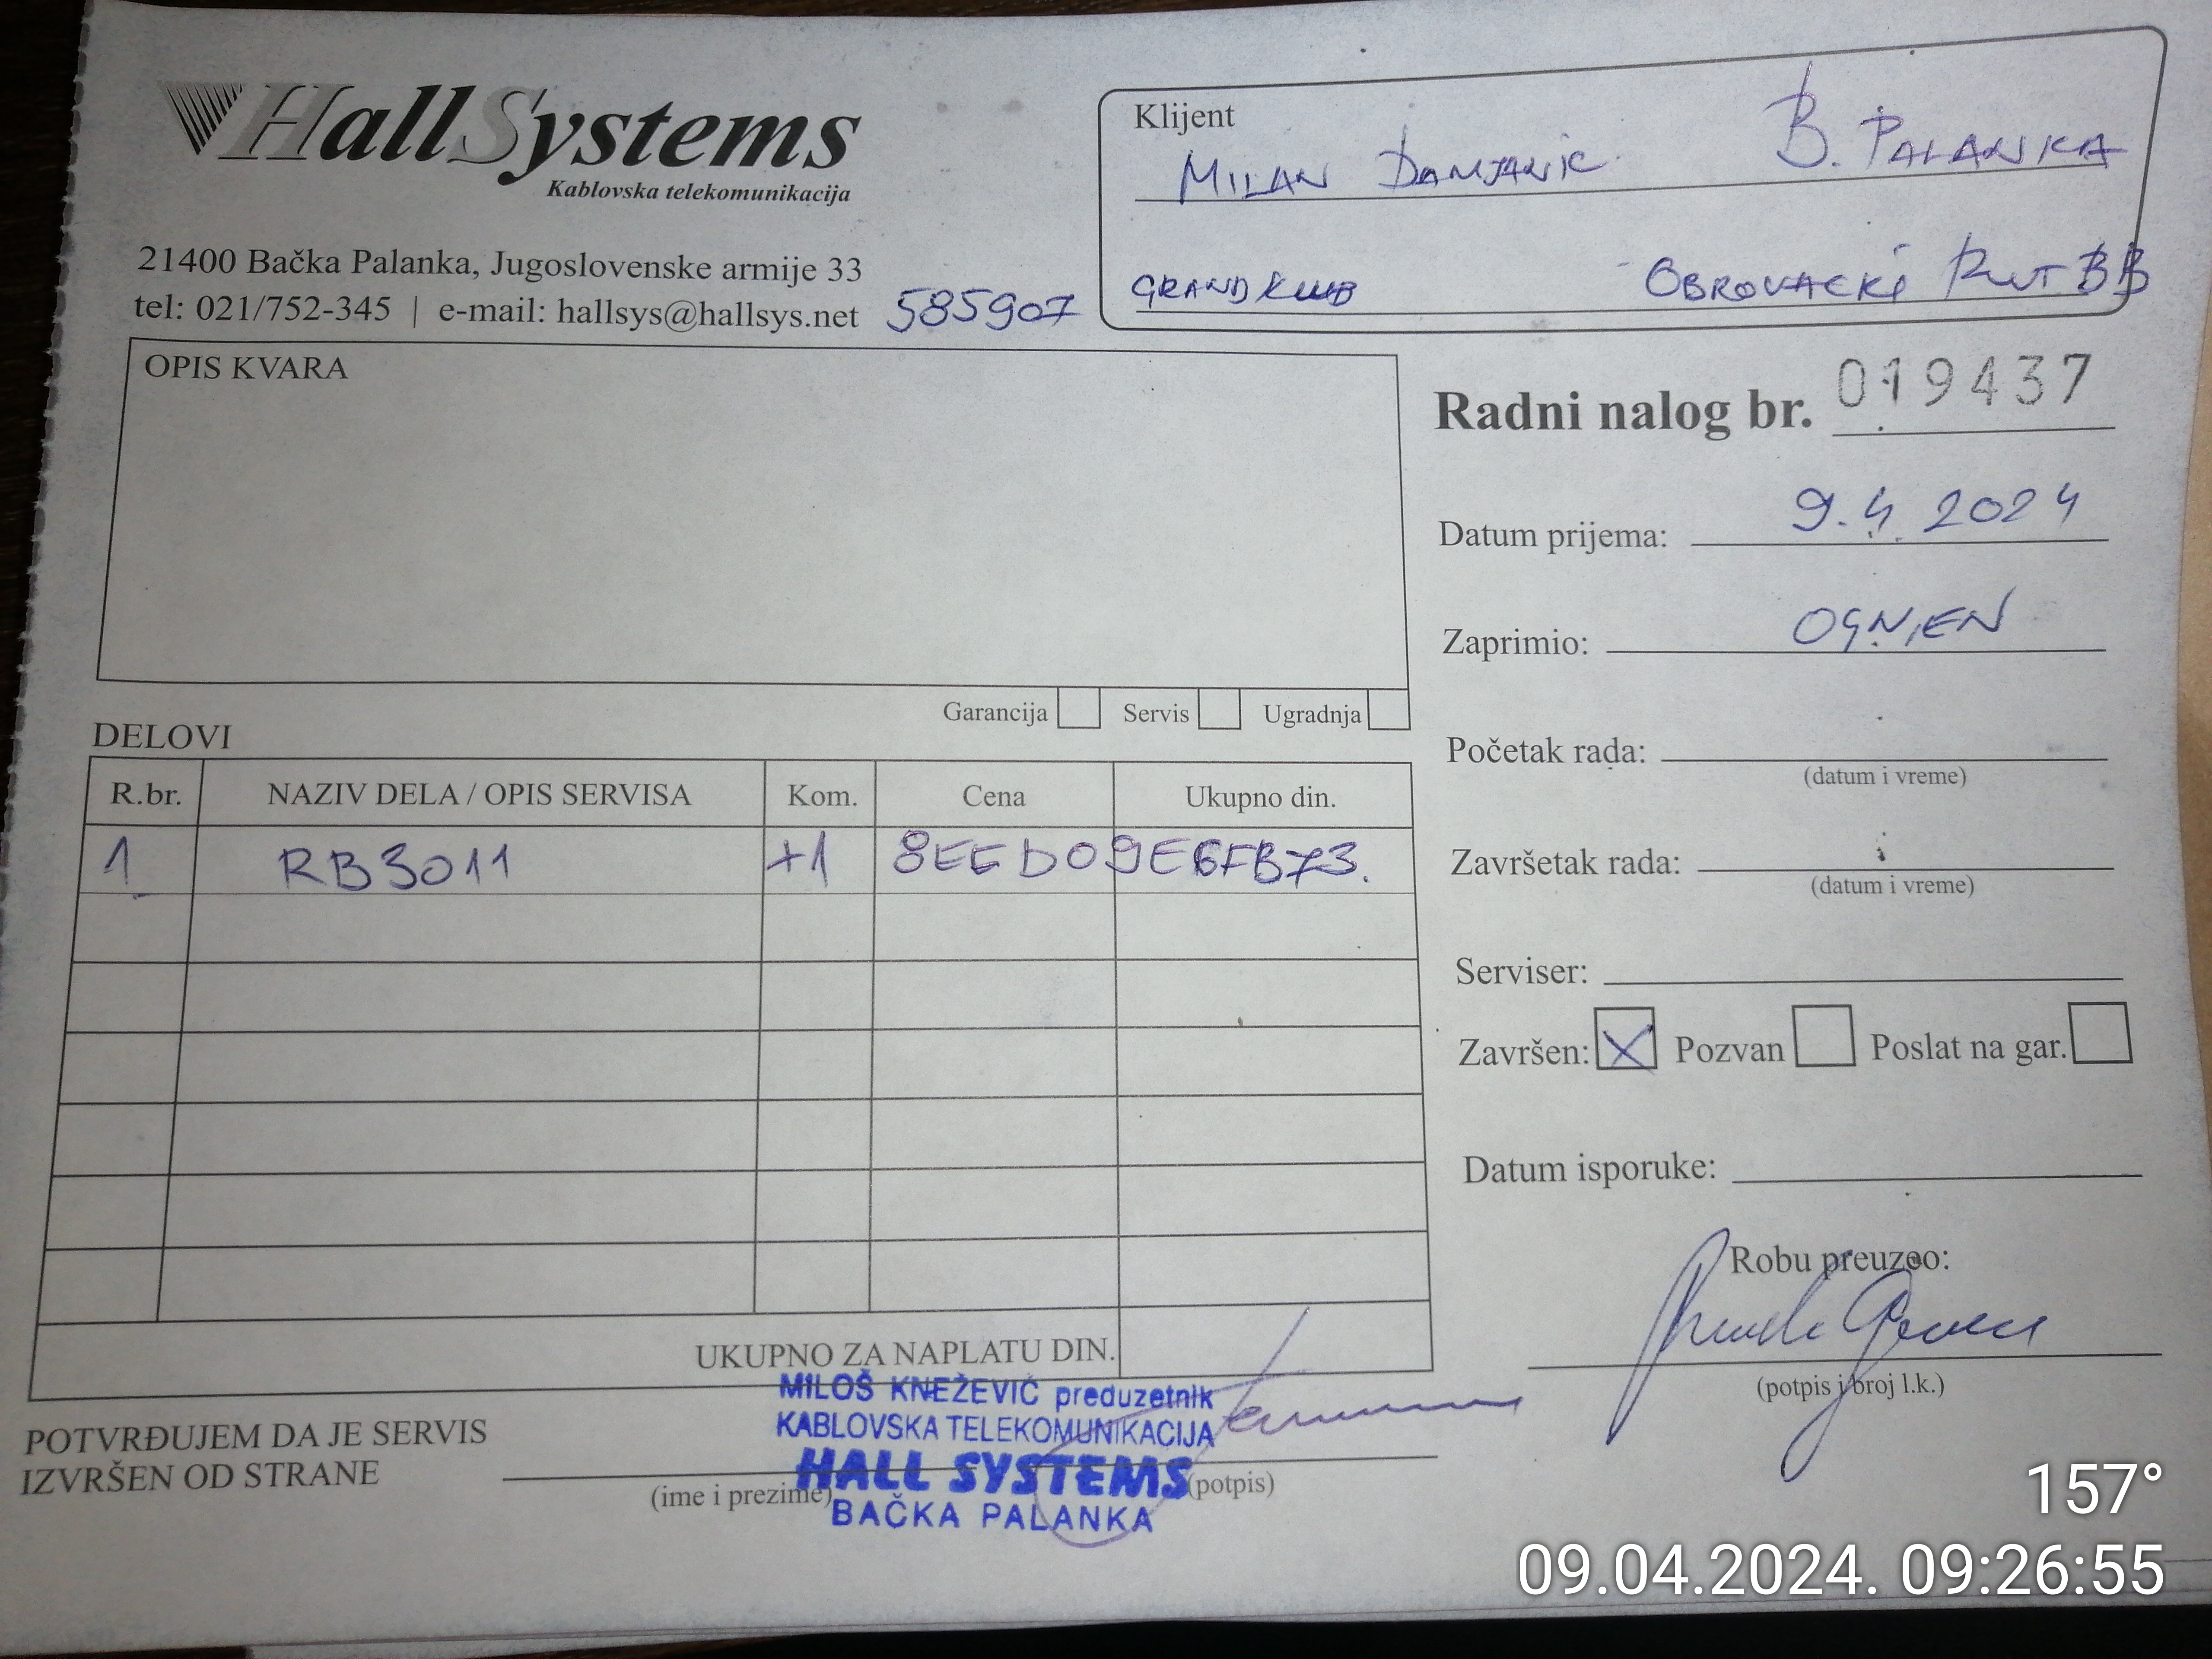 HallSystems
Kablovska telekomunikacija
21400 Bačka Palanka, Jugoslovenske armije 33
tel: 021/752-345 | e-mail: hallsys@hallsys.net 585907
Klijent
MILAN DAMJANIC B. PALANKA
GRAND KLUB OBROVACKI PUT BB
OPIS KVARA
Garancija Servis Ugradnja
Radni nalog br. 019437
Datum prijema: 9.4.2024
Zaprimio: OGNJEN
Početak rada:
(datum i vreme)
Završetak rada:
(datum i vreme)
Serviser:
Završen: X Pozvan Poslat na gar.
Datum isporuke:
Robu preuzeo:
(potpis i broj l.k.)
DELOVI
R.br. NAZIV DELA / OPIS SERVISA Kom. Cena Ukupno din.
1 RB3011 +1 8EED09E6FB73.
UKUPNO ZA NAPLATU DIN.
MILOŠ KNEŽEVIĆ preduzetnik
KABLOVSKA TELEKOMUNIKACIJA
HALL SYSTEMS
BAČKA PALANKA
POTVRĐUJEM DA JE SERVIS
IZVRŠEN OD STRANE
(ime i prezime) (potpis)
157°
09.04.2024. 09:26:55